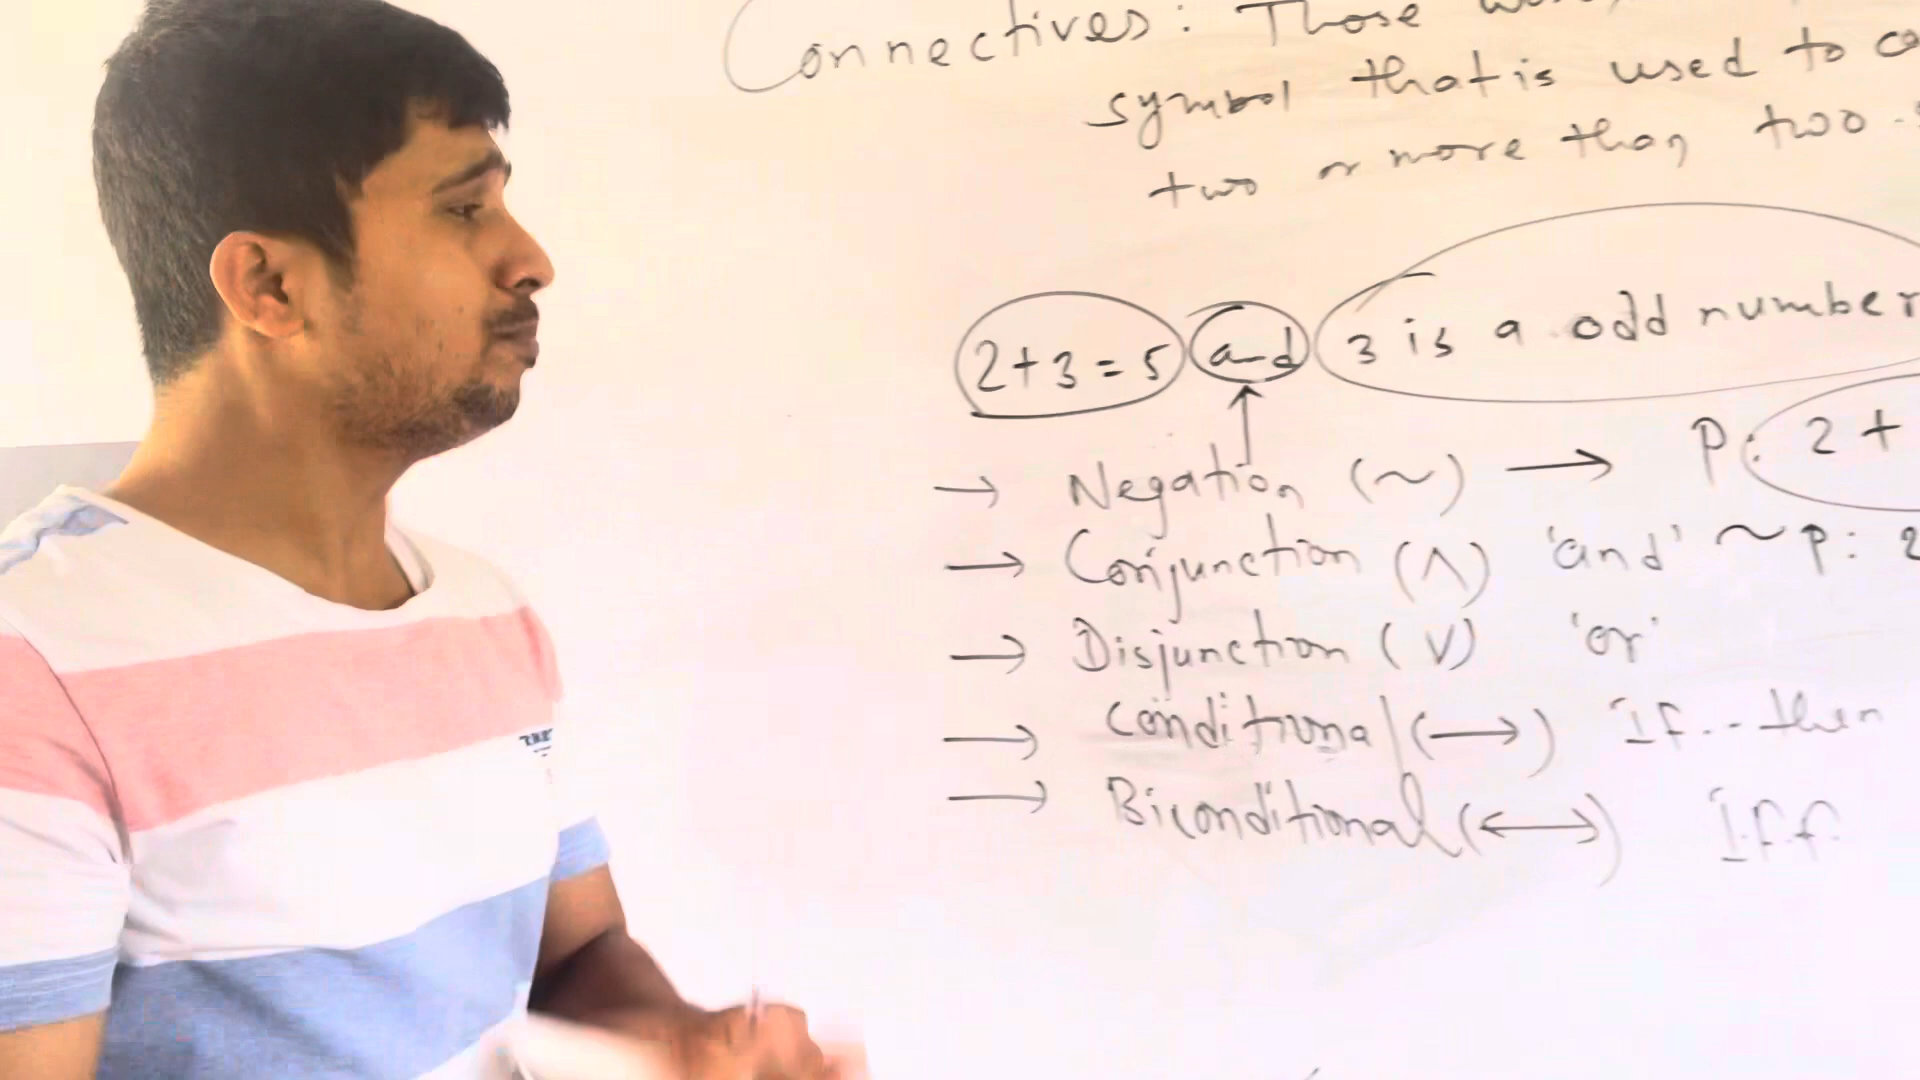 Connectives: Those
symbol that is used to
two or more than two
2+3=5 and 3 is a odd number
→ Negation (~) → P: 2+
→ Conjunction (∧) 'and' ~p: 2
→ Disjunction (∨) 'or'
→ Conditional (→) If..then
→ Biconditional (↔) Iff